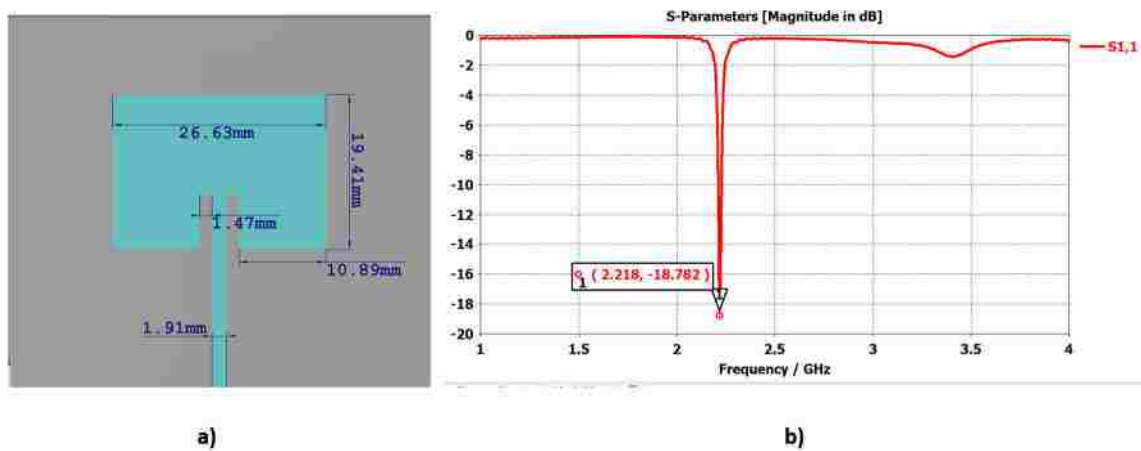 26.63mm
19.41mm
1.47mm
10.89mm
1.91mm
a)
S-Parameters [Magnitude in dB]
0
-2
-4
-6
-8
-10
-12
-14
-16
-18
-20
S1,1
1 ( 2.218, -18.782 )
1
1 1.5 2 2.5 3 3.5 4
Frequency / GHz
b)